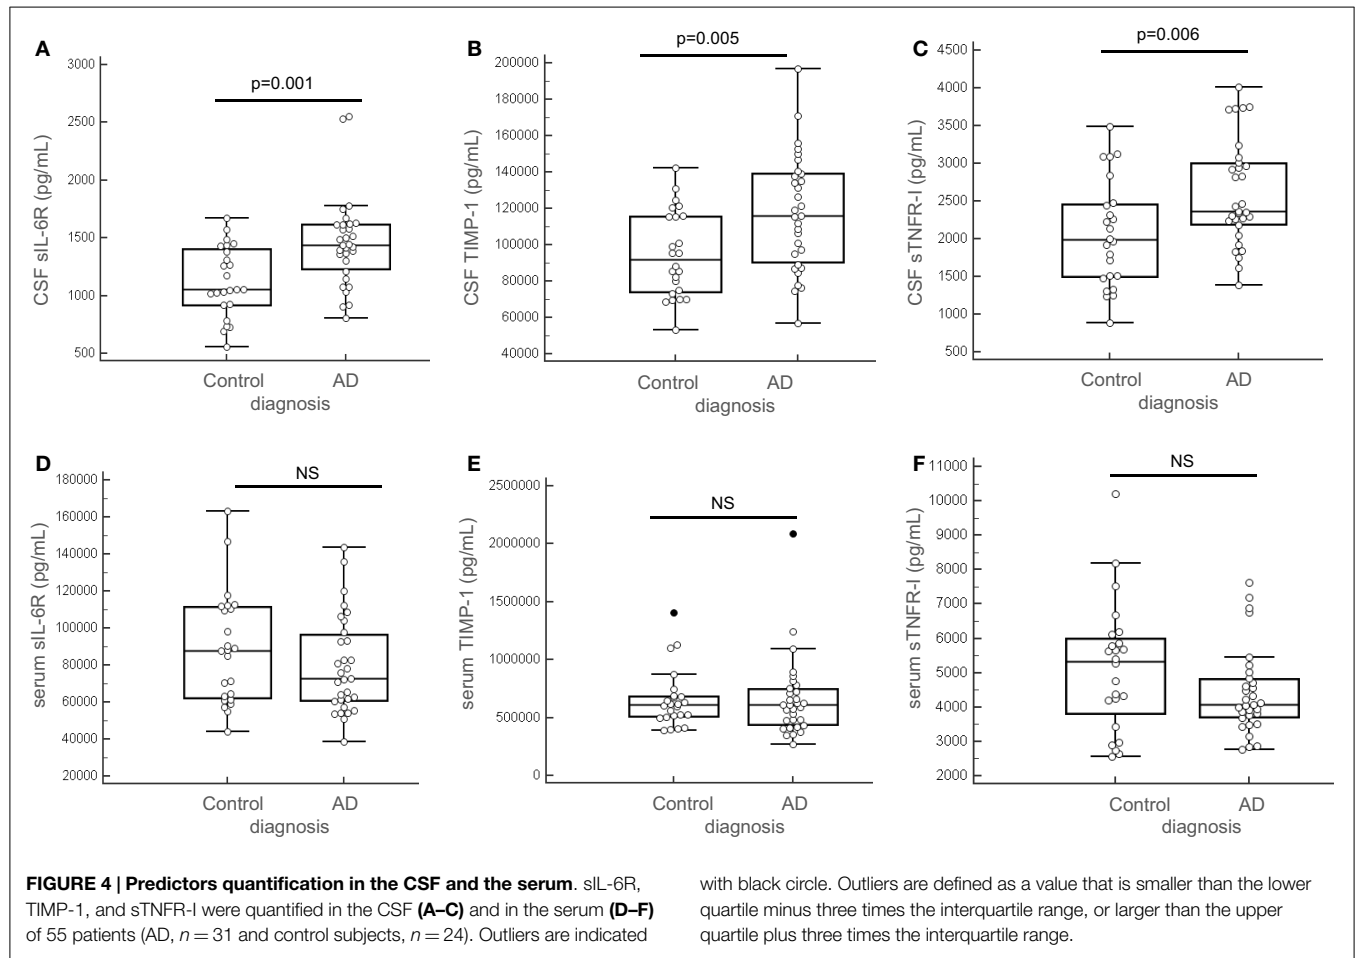 A
p=0.001
CSF sIL-6R (pg/mL)
3000
2500
2000
1500
1000
500
Control
AD
diagnosis
B
p=0.005
CSF TIMP-1 (pg/mL)
200000
180000
160000
140000
120000
100000
80000
60000
40000
Control
AD
diagnosis
C
p=0.006
CSF sTNFR-I (pg/mL)
4500
4000
3500
3000
2500
2000
1500
1000
500
Control
AD
diagnosis
D
NS
serum sIL-6R (pg/mL)
180000
160000
140000
120000
100000
80000
60000
40000
20000
Control
AD
diagnosis
E
NS
serum TIMP-1 (pg/mL)
2500000
2000000
1500000
1000000
500000
0
Control
AD
diagnosis
F
NS
serum sTNFR-I (pg/mL)
11000
10000
9000
8000
7000
6000
5000
4000
3000
2000
Control
AD
diagnosis
FIGURE 4 | Predictors quantification in the CSF and the serum. sIL-6R,
TIMP-1, and sTNFR-I were quantified in the CSF (A–C) and in the serum (D–F)
of 55 patients (AD, n = 31 and control subjects, n = 24). Outliers are indicated
with black circle. Outliers are defined as a value that is smaller than the lower
quartile minus three times the interquartile range, or larger than the upper
quartile plus three times the interquartile range.